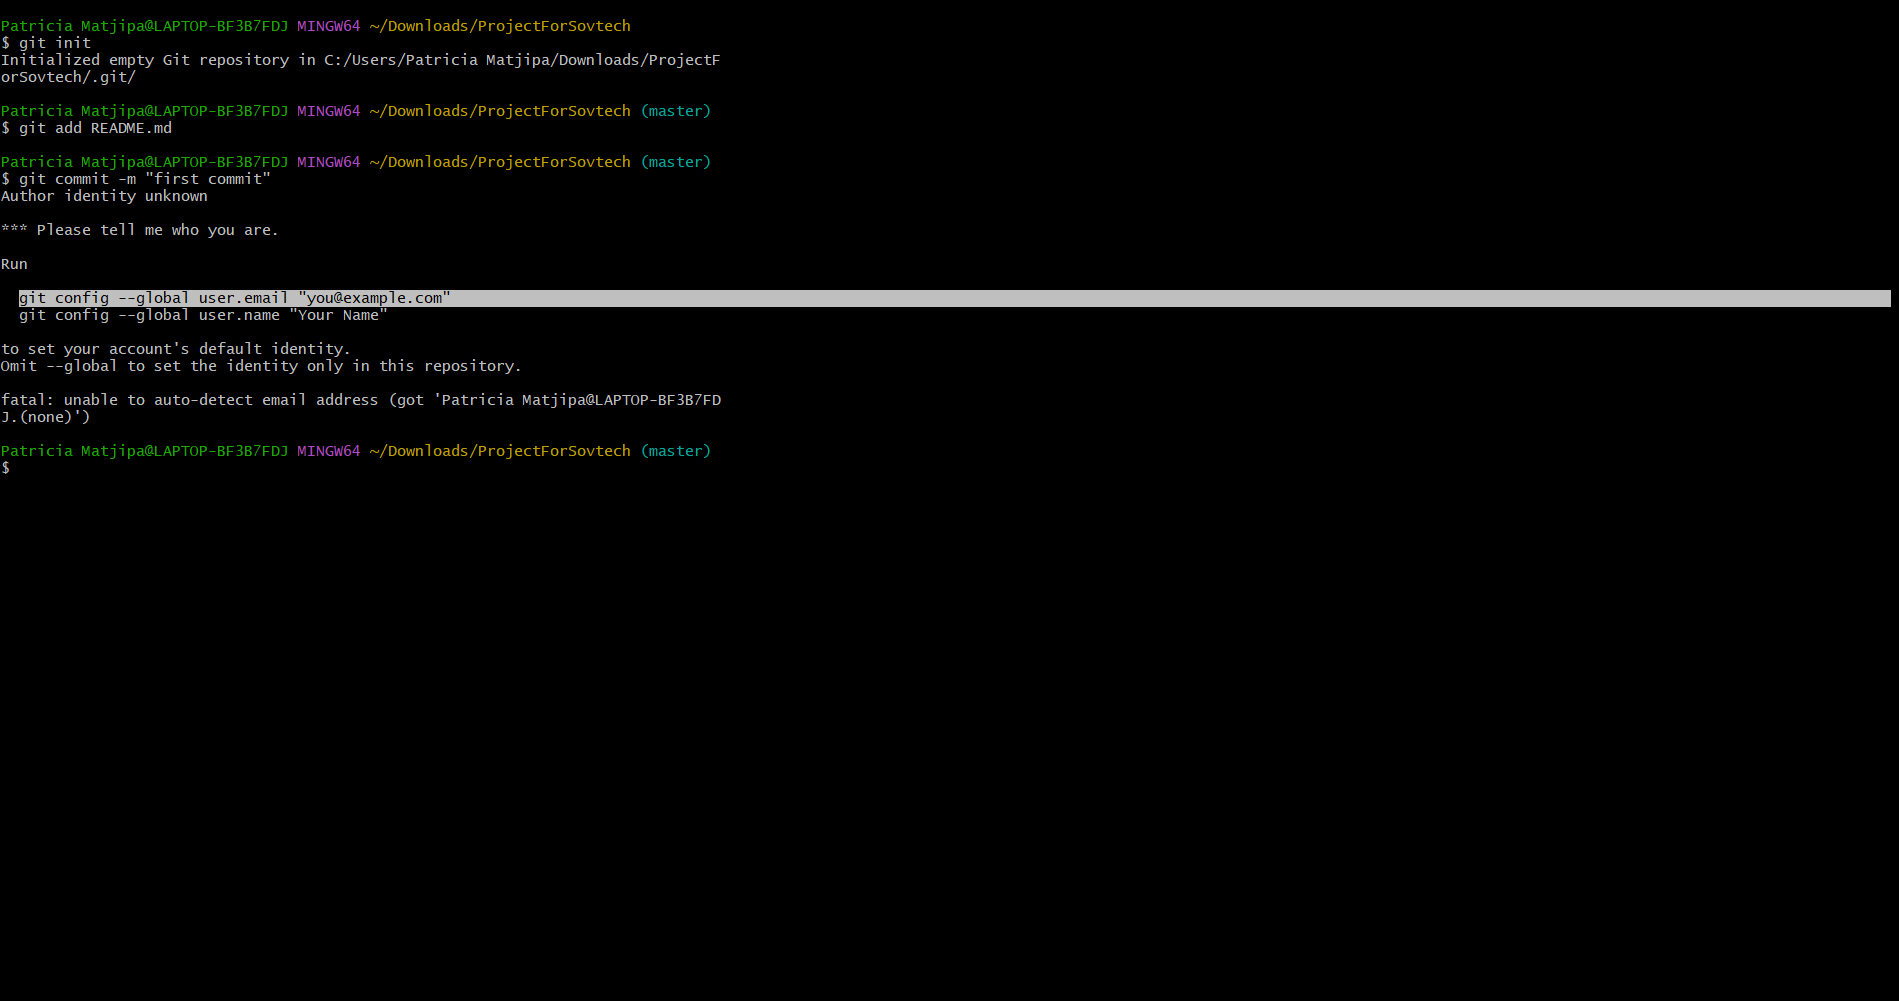 Patricia Matjipa@LAPTOP-BF3B7FDJ MINGW64 ~/Downloads/ProjectForSovtech
$ git init
Initialized empty Git repository in C:/Users/Patricia Matjipa/Downloads/ProjectF
orSovtech/.git/
Patricia Matjipa@LAPTOP-BF3B7FDJ MINGW64 ~/Downloads/ProjectForSovtech (master)
$ git add README.md
Patricia Matjipa@LAPTOP-BF3B7FDJ MINGW64 ~/Downloads/ProjectForSovtech (master)
$ git commit -m "first commit"
Author identity unknown
*** Please tell me who you are.
Run
git config --global user.email "you@example.com"
git config --global user.name "Your Name"
to set your account's default identity.
Omit --global to set the identity only in this repository.
fatal: unable to auto-detect email address (got 'Patricia Matjipa@LAPTOP-BF3B7FD
J.(none)')
Patricia Matjipa@LAPTOP-BF3B7FDJ MINGW64 ~/Downloads/ProjectForSovtech (master)
$